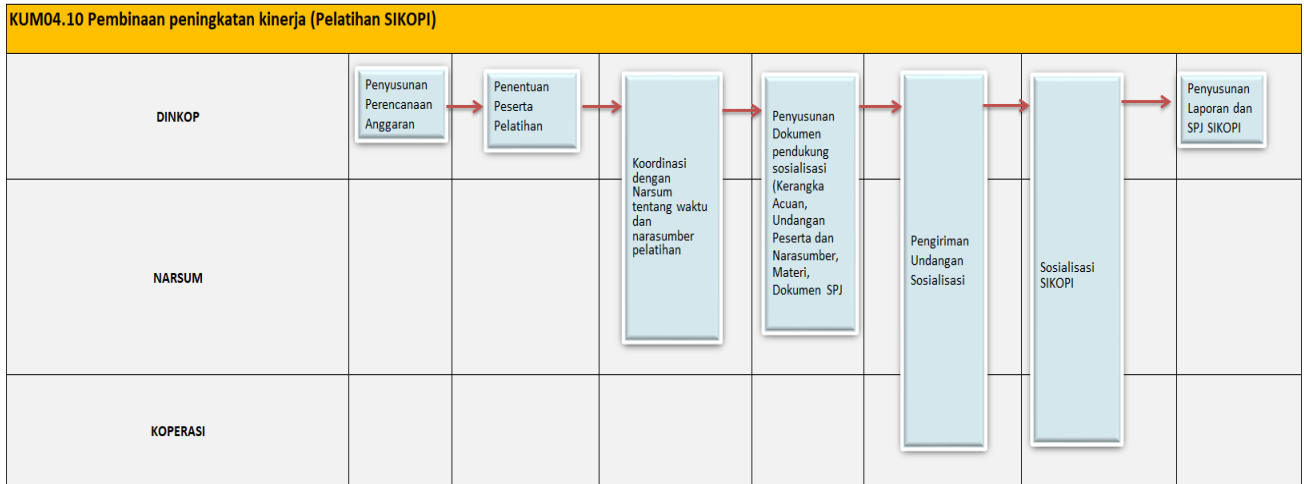 KUM04.10 Pembinaan peningkatan kinerja (Pelatihan SIKOPI)
DINKOP
Penyusunan
Perencanaan
Anggaran
Penentuan
Peserta
Pelatihan
Koordinasi
dengan
Narsum
tentang waktu
dan
narasumber
pelatihan
Penyusunan
Dokumen
pendukung
sosialisasi
(Kerangka
Acuan,
Undangan
Peserta dan
Narasumber,
Materi,
Dokumen SPJ
Pengiriman
Undangan
Sosialisasi
Sosialisasi
SIKOPI
Penyusunan
Laporan dan
SPJ SIKOPI
NARSUM
KOPERASI